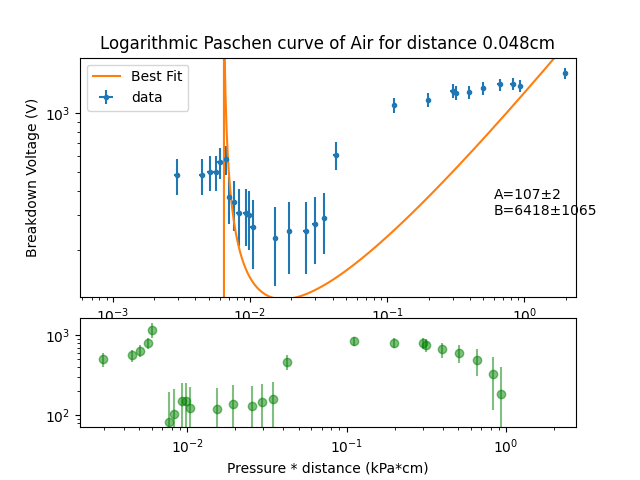 Logarithmic Paschen curve of Air for distance 0.048cm
Best Fit
data
10³
Breakdown Voltage (V)
A=107±2
B=6418±1065
10⁻³ 10⁻² 10⁻¹ 10⁰
10³
10²
10⁻² 10⁻¹ 10⁰
Pressure * distance (kPa*cm)